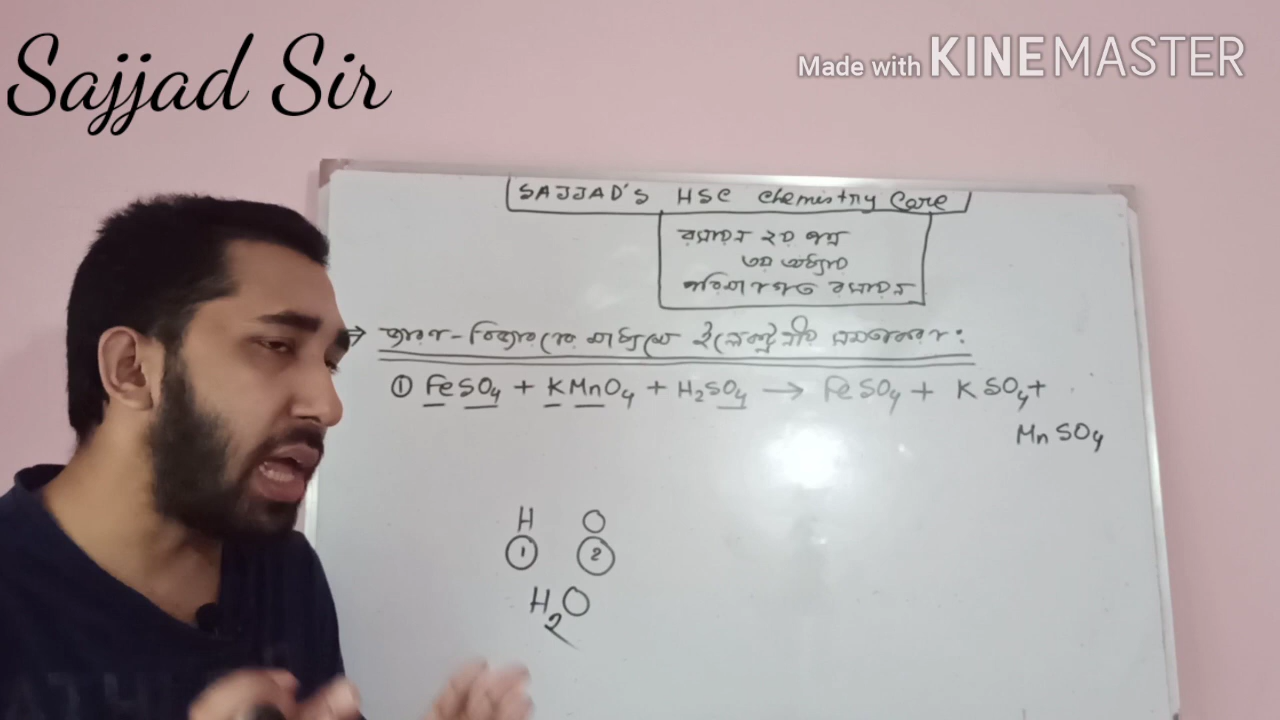 Sajjad Sir
Made with KINEMASTER
SAJJAD'S HSC Chemistry Care
রসায়ন ২য় পত্র
৩য় অধ্যায়
পরিমাণগত রসায়ন
⇒ জারণ-বিজারণের মাধ্যমে ইলেকট্রনীয় সমতাকরণ:
① FeSO₄ + KMnO₄ + H₂SO₄ → FeSO₄ + KSO₄+
MnSO₄
H O
① ②
H₂O